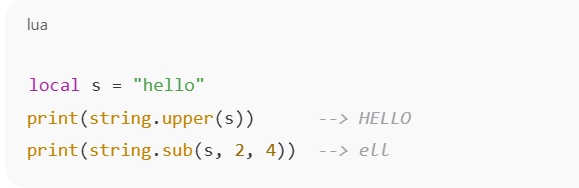 lua
local s = "hello"
print(string.upper(s))      --> HELLO
print(string.sub(s, 2, 4))  --> ell